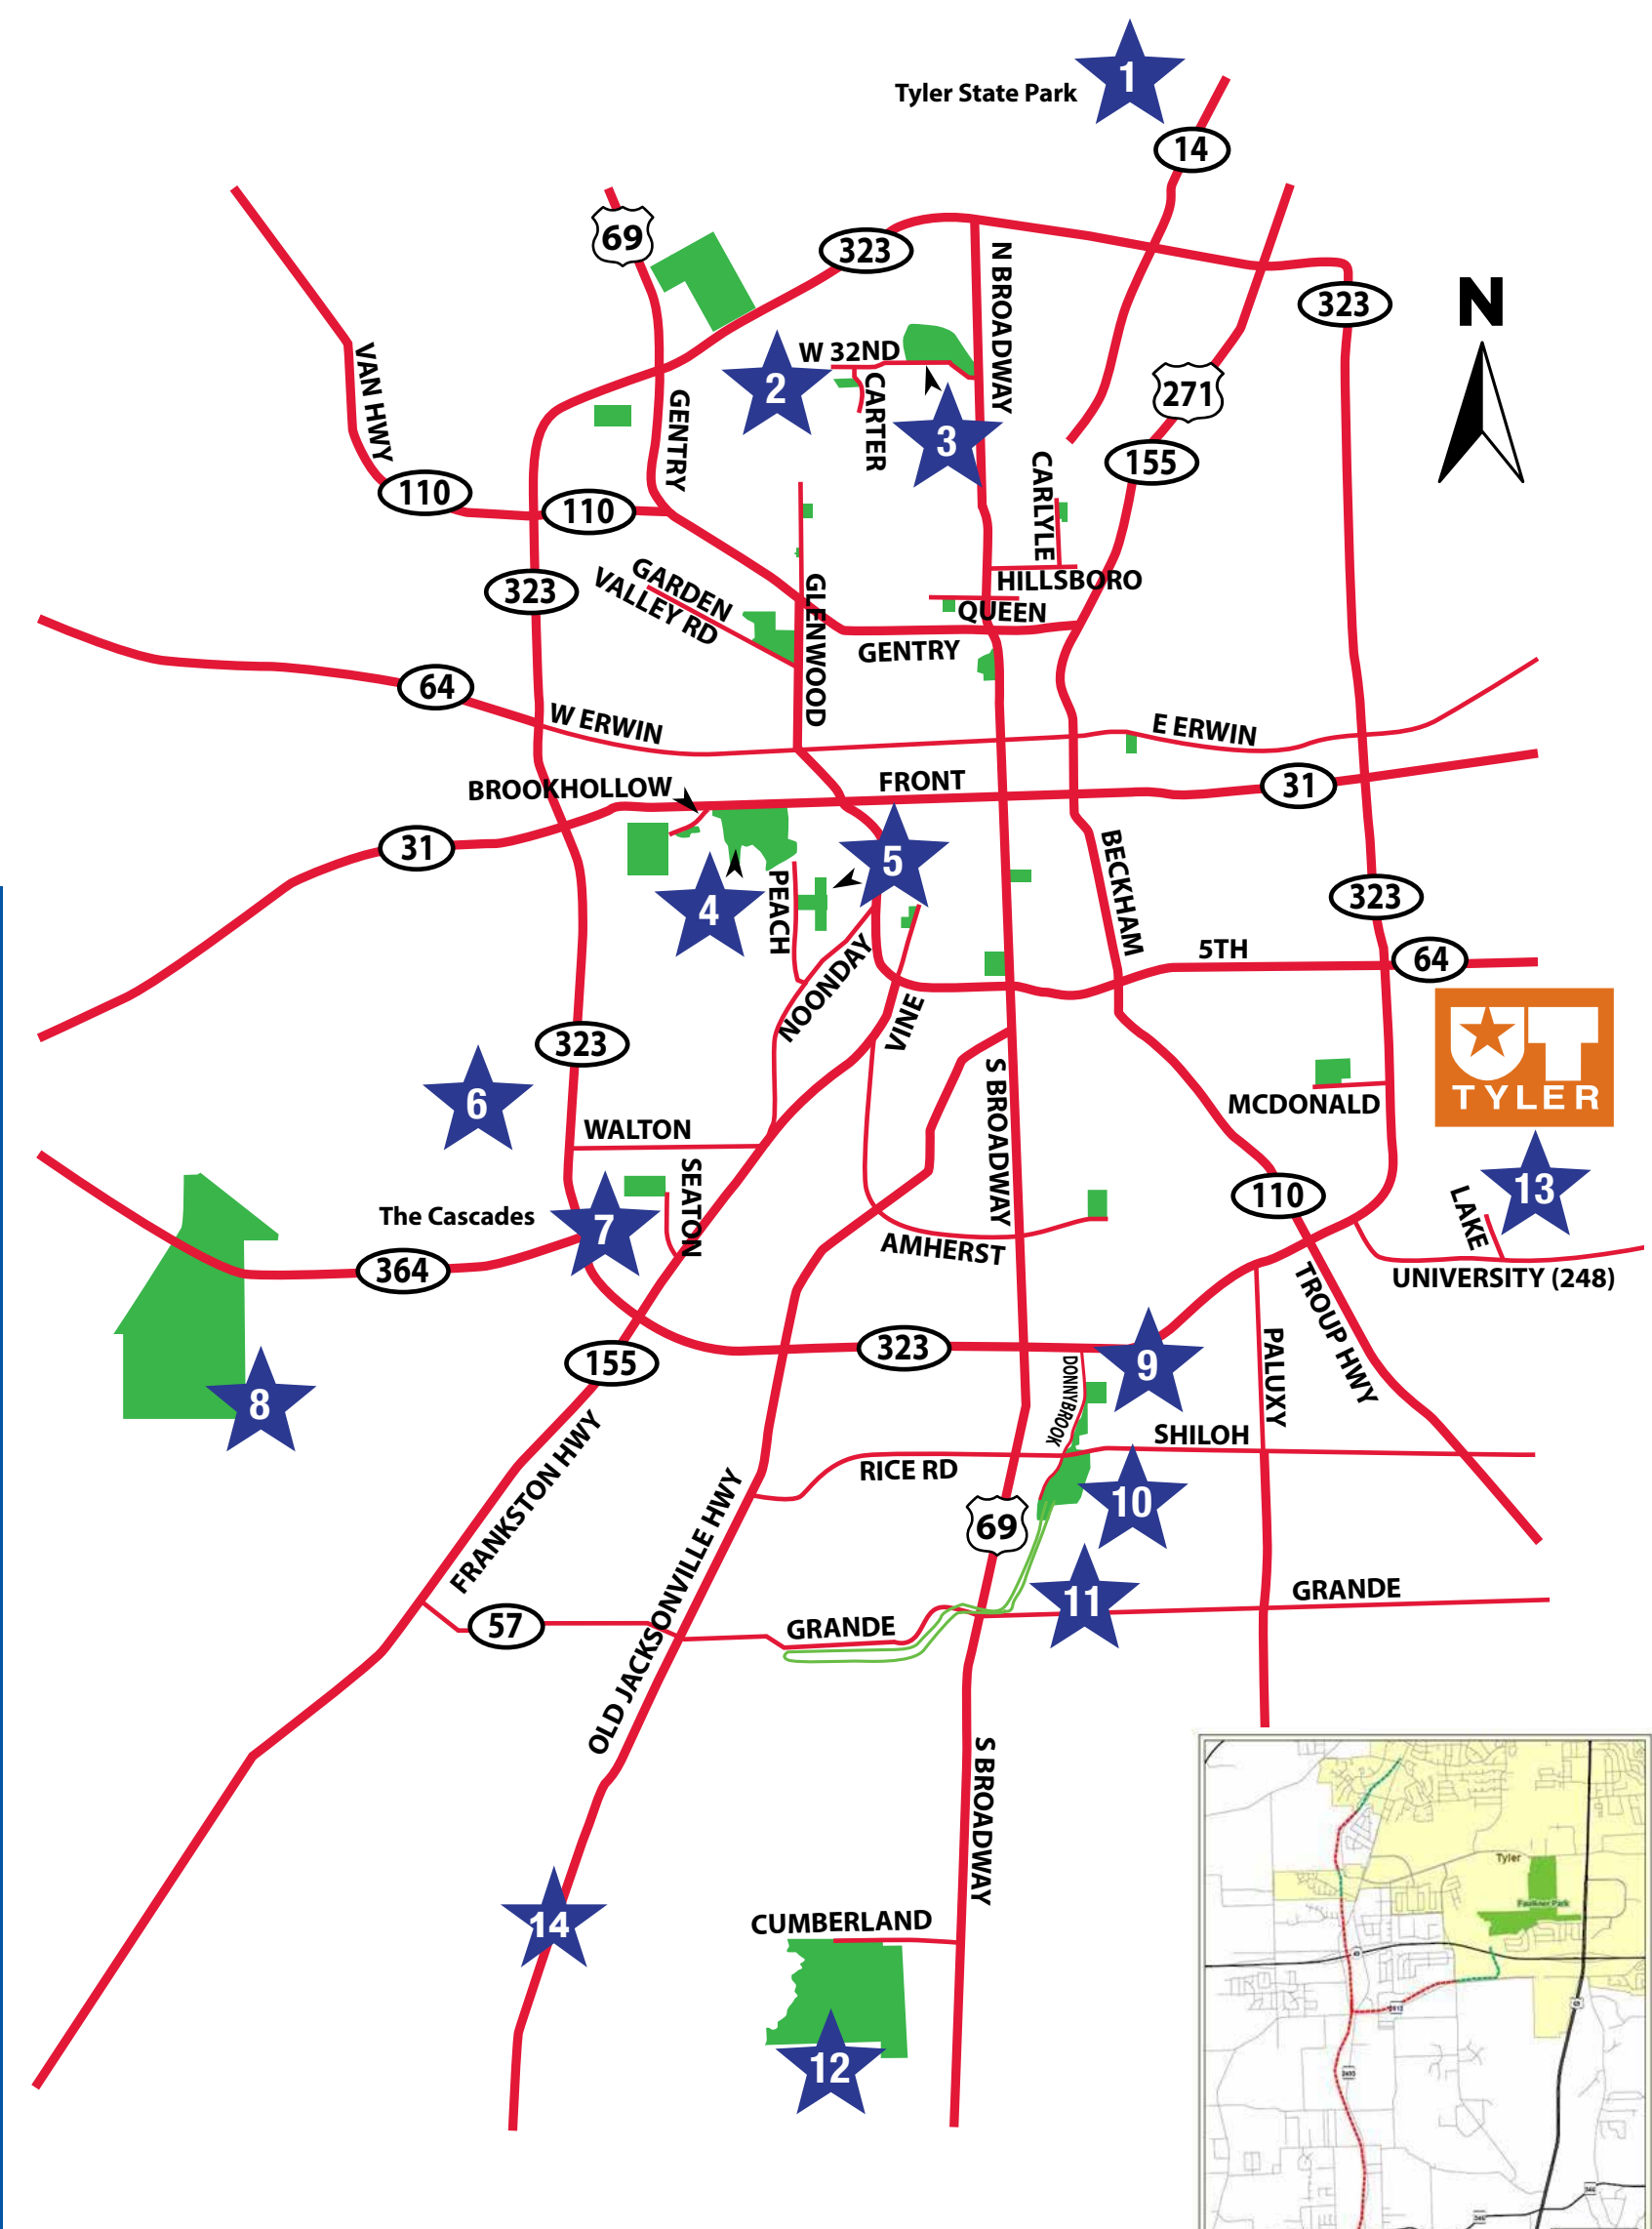 1
Tyler State Park
14
69
323
N BROADWAY
323
N
VAN HWY
W 32ND
2
CARTER
271
GENTRY
3
155
CARLYLE
110
110
323
GARDEN
VALLEY RD
GLENWOOD
HILLSBORO
QUEEN
GENTRY
64
W ERWIN
E ERWIN
BROOKHOLLOW
FRONT
31
31
5
BECKHAM
4
PEACH
323
NOONDAY
5TH
64
VINE
323
UT
TYLER
6
S BROADWAY
MCDONALD
WALTON
SEATON
13
110
LAKE
The Cascades
7
AMHERST
364
UNIVERSITY (248)
TROUP HWY
323
155
9
PALUXY
DONNYBROOK
8
SHILOH
FRANKSTON HWY
RICE RD
10
OLD JACKSONVILLE HWY
69
11
GRANDE
57
GRANDE
S BROADWAY
Tyler
Faulkner Park
14
CUMBERLAND
12